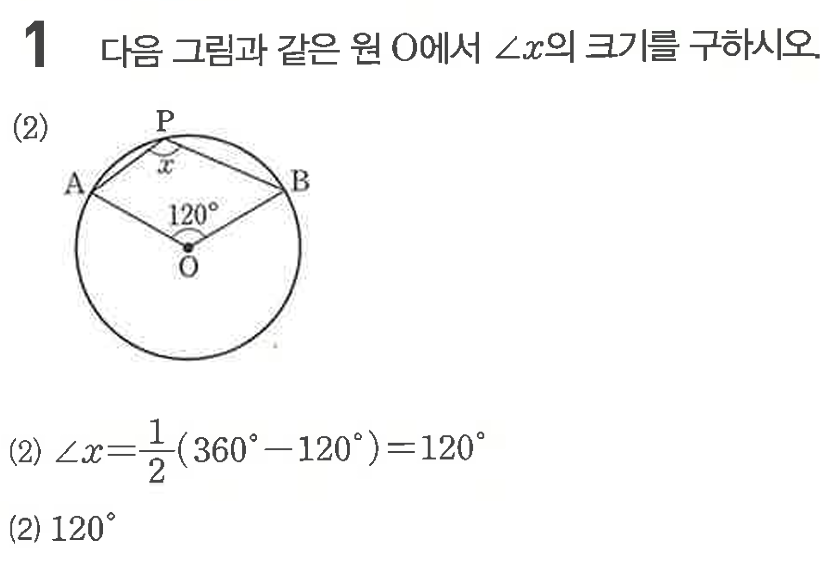 1 다음 그림과 같은 원 O에서 ∠x의 크기를 구하시오.
(2)
P
x
A
B
120°
O
(2) ∠x=1/2(360°-120°)=120°
(2) 120°